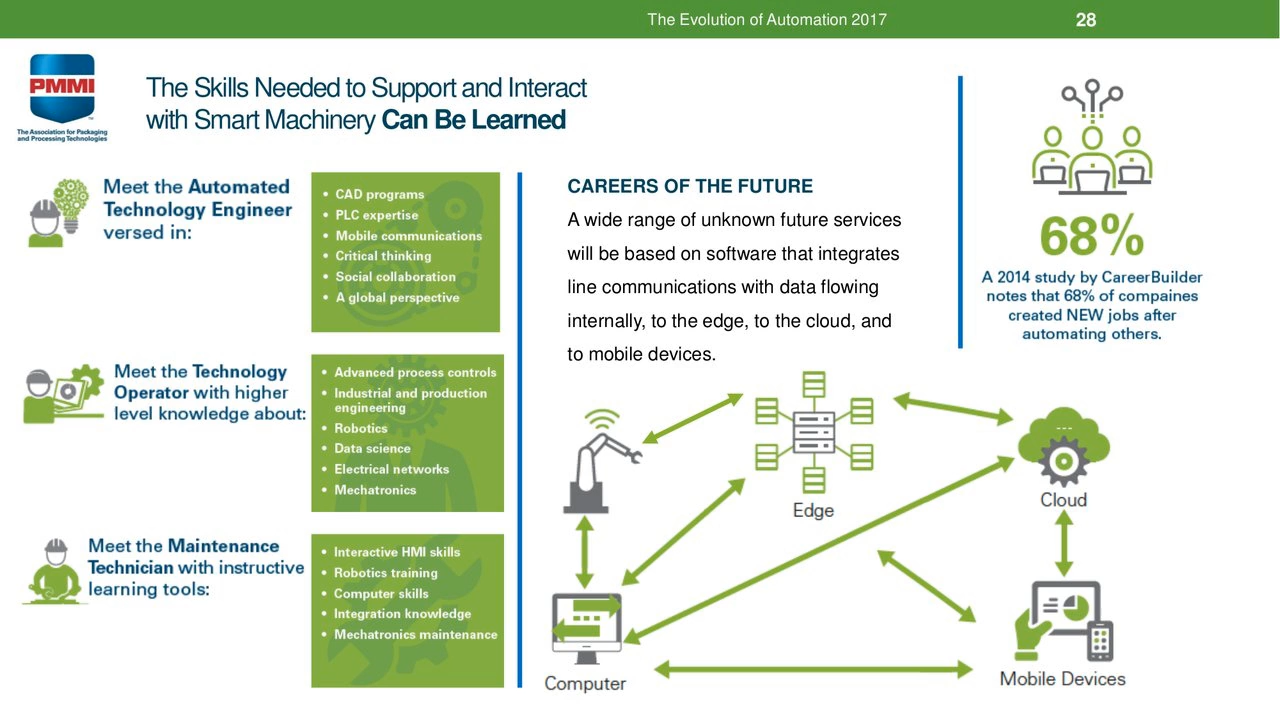 The Evolution of Automation 2017
28
PMMI
™
The Association for Packaging
and Processing Technologies
The Skills Needed to Support and Interact
with Smart Machinery Can Be Learned
Meet the Automated
Technology Engineer
versed in:
• CAD programs
• PLC expertise
• Mobile communications
• Critical thinking
• Social collaboration
• A global perspective
Meet the Technology
Operator with higher
level knowledge about:
• Advanced process controls
• Industrial and production
engineering
• Robotics
• Data science
• Electrical networks
• Mechatronics
Meet the Maintenance
Technician with instructive
learning tools:
• Interactive HMI skills
• Robotics training
• Computer skills
• Integration knowledge
• Mechatronics maintenance
CAREERS OF THE FUTURE
A wide range of unknown future services
will be based on software that integrates
line communications with data flowing
internally, to the edge, to the cloud, and
to mobile devices.
68%
A 2014 study by CareerBuilder
notes that 68% of compaines
created NEW jobs after
automating others.
Edge
Cloud
Computer
Mobile Devices